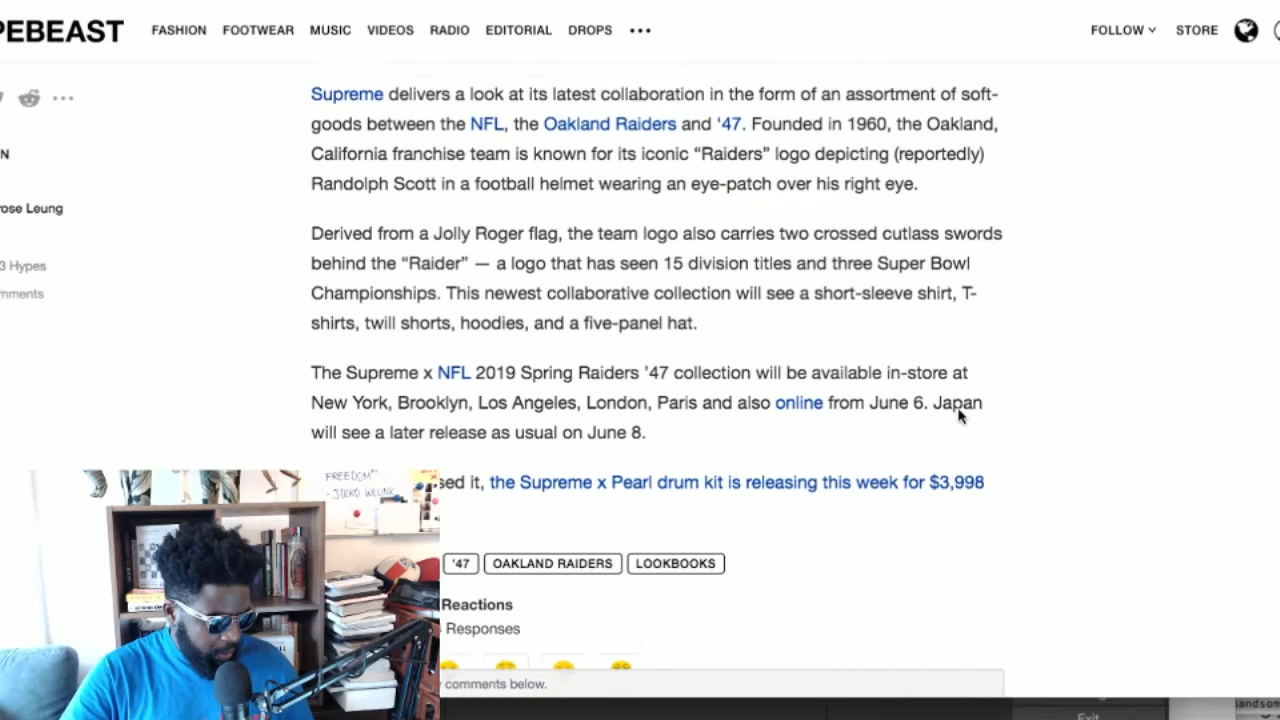 PEBEAST FASHION FOOTWEAR MUSIC VIDEOS RADIO EDITORIAL DROPS ••• FOLLOW STORE
Supreme delivers a look at its latest collaboration in the form of an assortment of soft-
goods between the NFL, the Oakland Raiders and '47. Founded in 1960, the Oakland,
N
California franchise team is known for its iconic “Raiders” logo depicting (reportedly)
Randolph Scott in a football helmet wearing an eye-patch over his right eye.
rose Leung
Derived from a Jolly Roger flag, the team logo also carries two crossed cutlass swords
3 Hypes
behind the “Raider” — a logo that has seen 15 division titles and three Super Bowl
mments
Championships. This newest collaborative collection will see a short-sleeve shirt, T-
shirts, twill shorts, hoodies, and a five-panel hat.
The Supreme x NFL 2019 Spring Raiders '47 collection will be available in-store at
New York, Brooklyn, Los Angeles, London, Paris and also online from June 6. Japan
will see a later release as usual on June 8.
sed it, the Supreme x Pearl drum kit is releasing this week for $3,998
FREEDOM"
- JOCKO WILLINK
'47 OAKLAND RAIDERS LOOKBOOKS
Reactions
Responses
comments below.
Exit